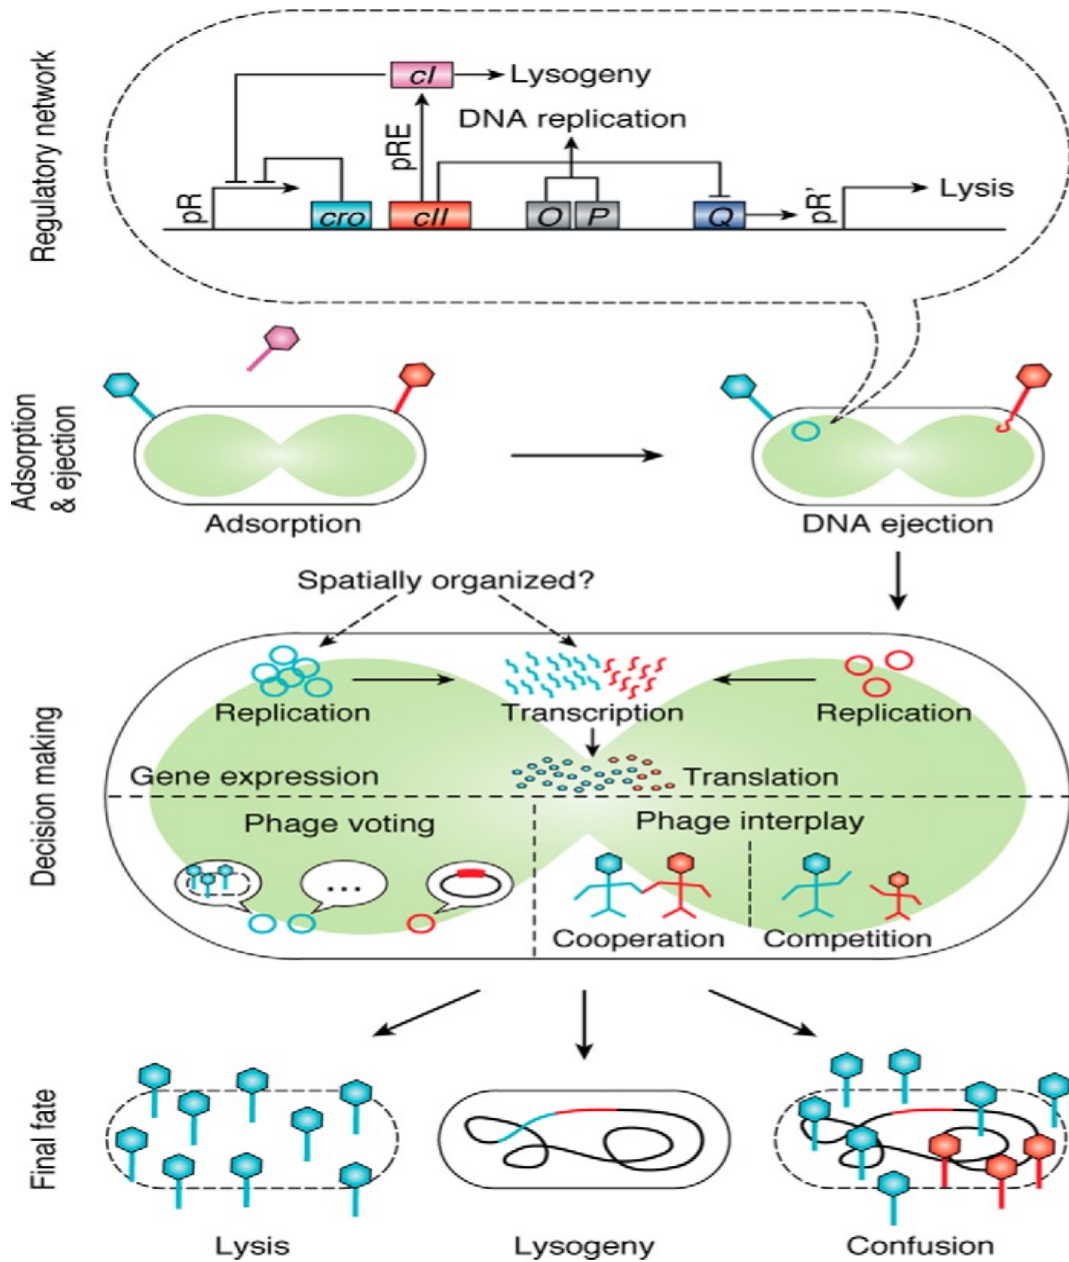 Regulatory network
cI
Lysogeny
DNA replication
pRE
pR
cro
cII
O
P
Q
pR'
Lysis
Adsorption
& ejection
Adsorption
DNA ejection
Spatially organized?
Decision making
Replication
Transcription
Replication
Gene expression
Translation
Phage voting
Phage interplay
...
Cooperation
Competition
Final fate
Lysis
Lysogeny
Confusion